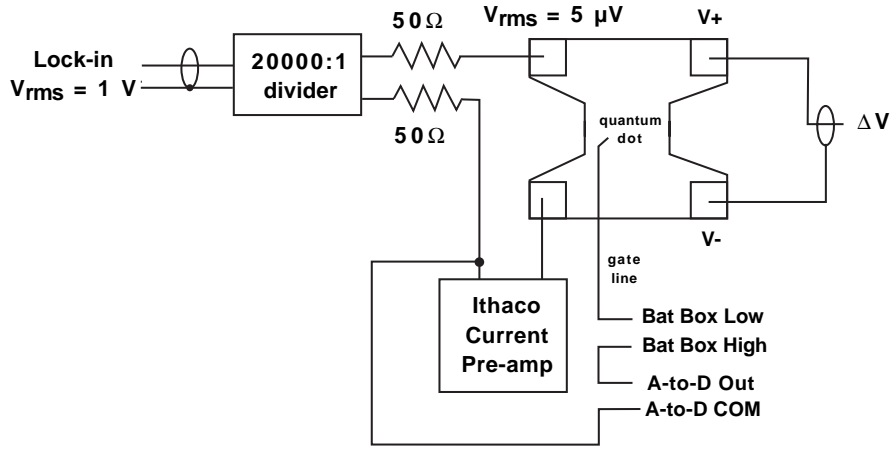 50Ω
Vrms = 5 µV
V+
Lock-in
Vrms = 1 V
20000:1
divider
50Ω
quantum
dot
ΔV
V-
gate
line
Ithaco
Current
Pre-amp
Bat Box Low
Bat Box High
A-to-D Out
A-to-D COM